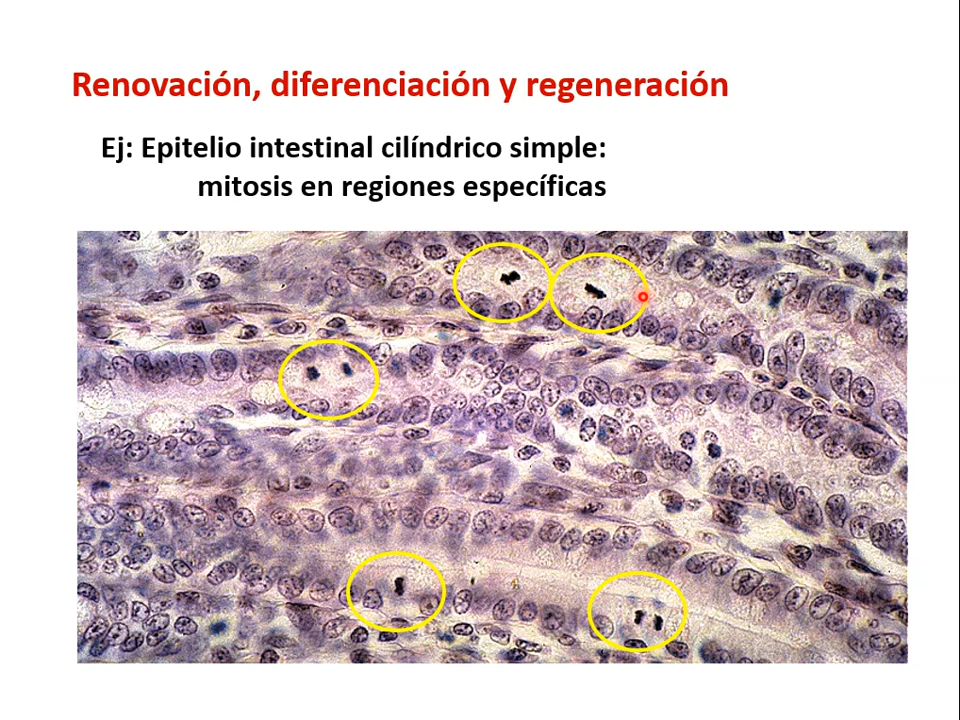 Renovación, diferenciación y regeneración
Ej: Epitelio intestinal cilíndrico simple:
mitosis en regiones específicas